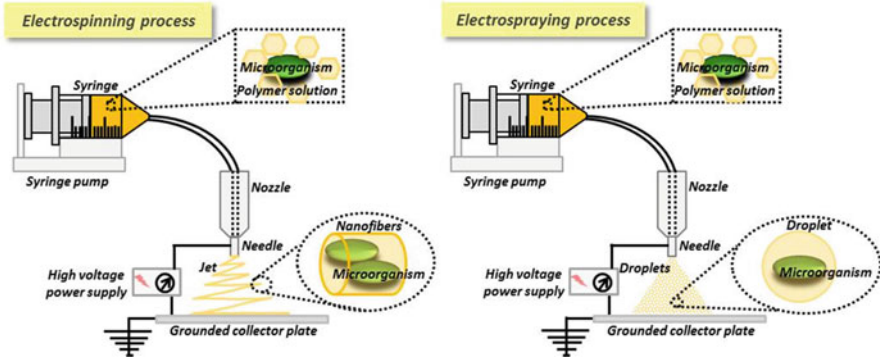 Electrospinning process
Microorganism
Polymer solution
Syringe
Syringe pump
Nozzle
Needle
Nanofibers
Microorganism
Jet
High voltage
power supply
Grounded collector plate
Electrospraying process
Microorganism
Polymer solution
Syringe
Syringe pump
Nozzle
Needle
Droplet
Microorganism
Droplets
High voltage
power supply
Grounded collector plate